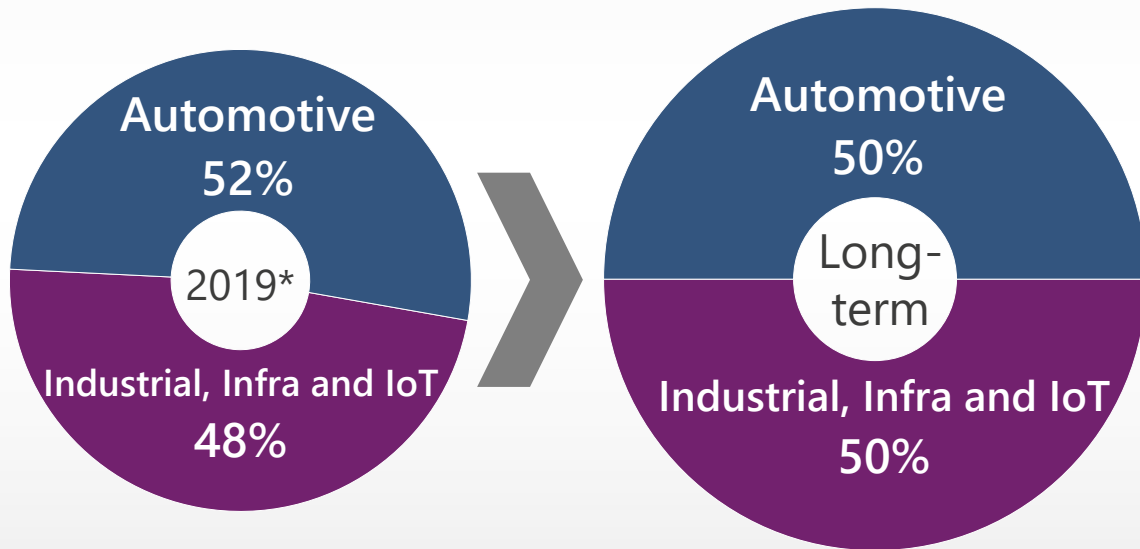 Automotive
52%
2019*
Industrial, Infra and IoT
48%
Automotive
50%
Long-
term
Industrial, Infra and IoT
50%